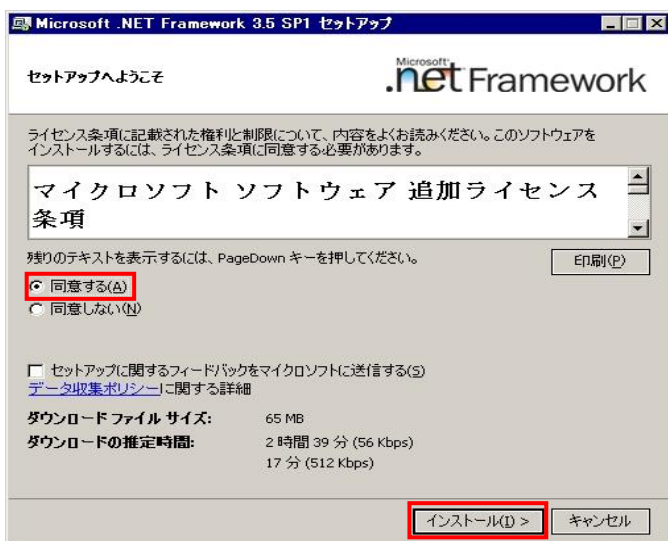 Microsoft .NET Framework 3.5 SP1 セットアップ
セットアップへようこそ
Microsoft
.net Framework
ライセンス条項に記載された権利と制限について、内容をよくお読みください。このソフトウェアを
インストールするには、ライセンス条項に同意する必要があります。
マイクロソフト ソフトウェア 追加ライセンス
条項
残りのテキストを表示するには、PageDown キーを押してください。
印刷(P)
同意する(A)
同意しない(N)
セットアップに関するフィードバックをマイクロソフトに送信する(S)
データ収集ポリシーに関する詳細
ダウンロード ファイル サイズ: 65 MB
ダウンロードの推定時間: 2 時間 39 分 (56 Kbps)
17 分 (512 Kbps)
インストール(I) > キャンセル